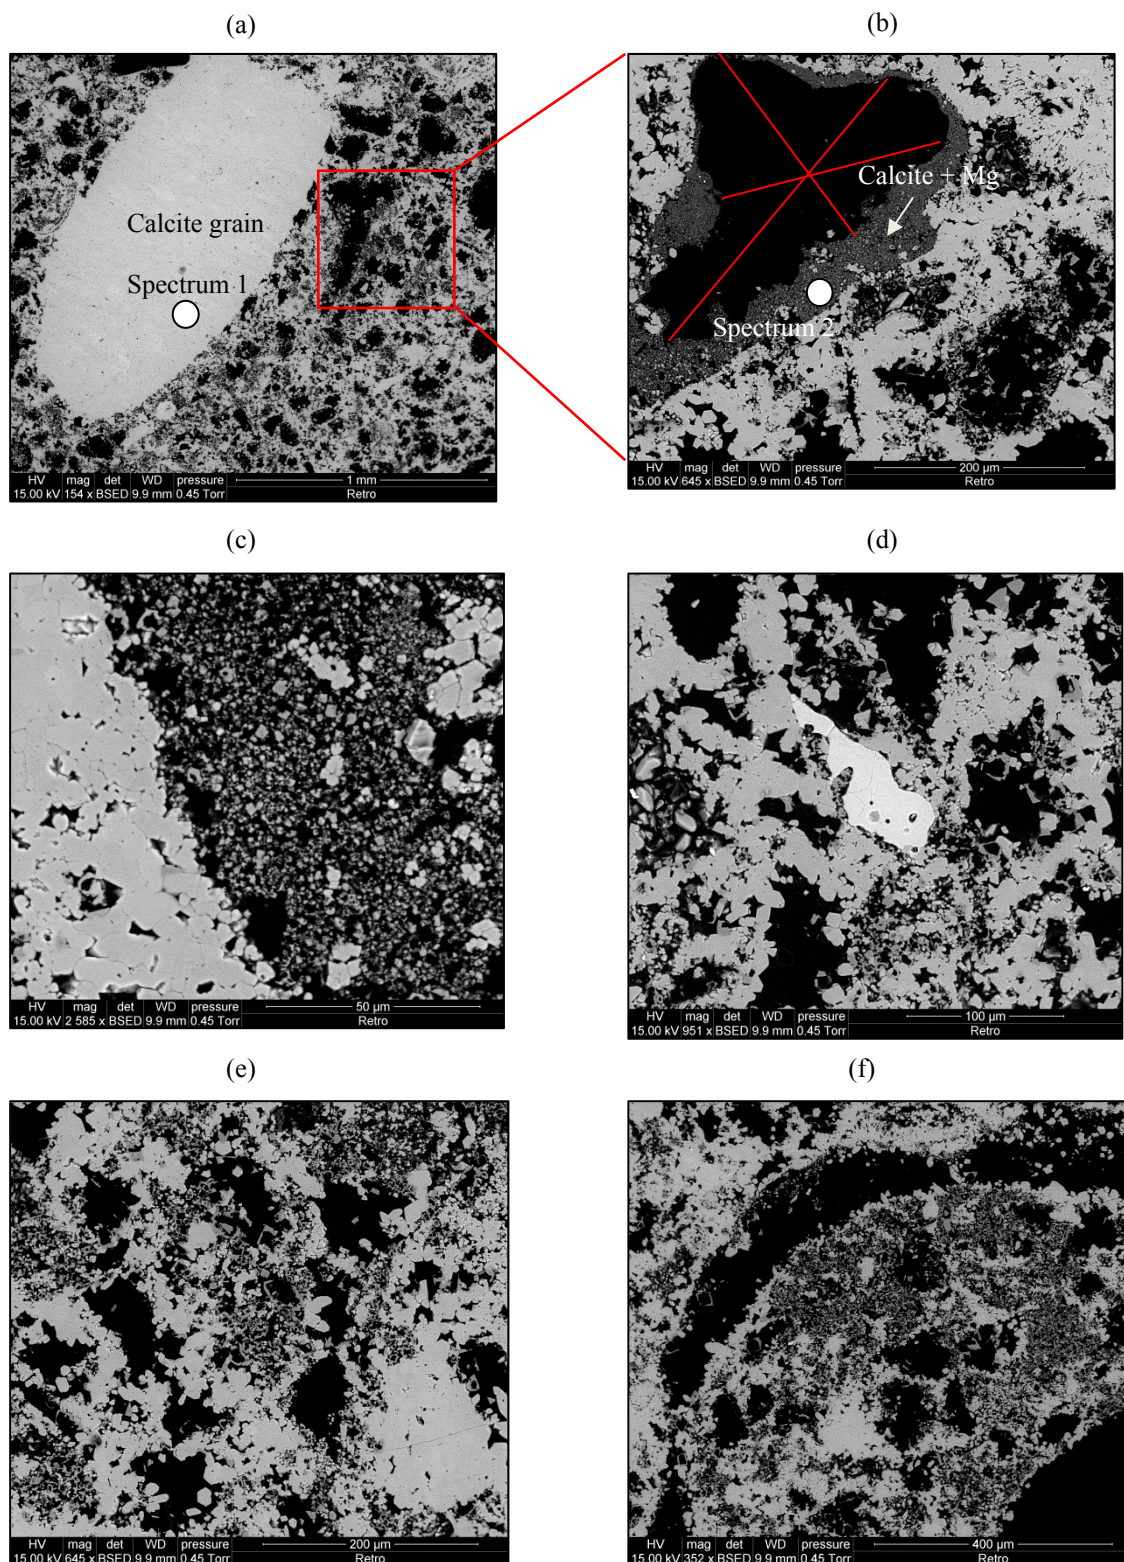 (a)
(b)
Calcite grain
Spectrum 1
Calcite + Mg
Spectrum 2
HV mag det WD pressure 1 mm
15.00 kV 154 x BSED 9.9 mm 0.45 Torr Retro
HV mag det WD pressure 200 µm
15.00 kV 645 x BSED 9.9 mm 0.45 Torr Retro
(c)
(d)
HV mag det WD pressure 50 µm
15.00 kV 2 585 x BSED 9.9 mm 0.45 Torr Retro
HV mag det WD pressure 100 µm
15.00 kV 951 x BSED 9.9 mm 0.45 Torr Retro
(e)
(f)
HV mag det WD pressure 200 µm
15.00 kV 645 x BSED 9.9 mm 0.45 Torr Retro
HV mag det WD pressure 400 µm
15.00 kV 352 x BSED 9.9 mm 0.45 Torr Retro